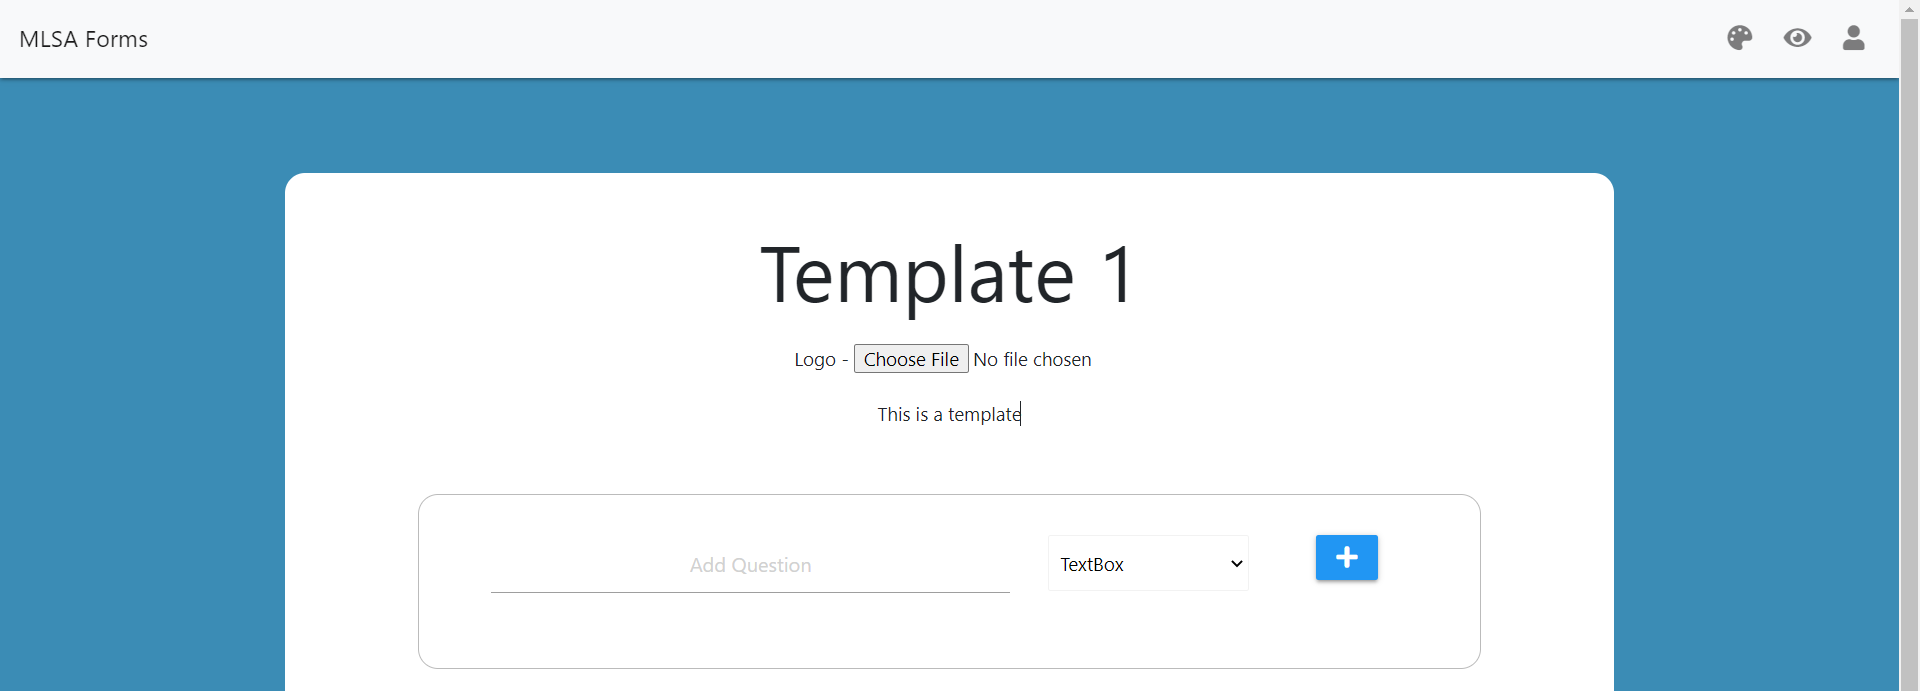 MLSA Forms
Template 1
Logo - Choose File No file chosen
This is a template
Add Question TextBox